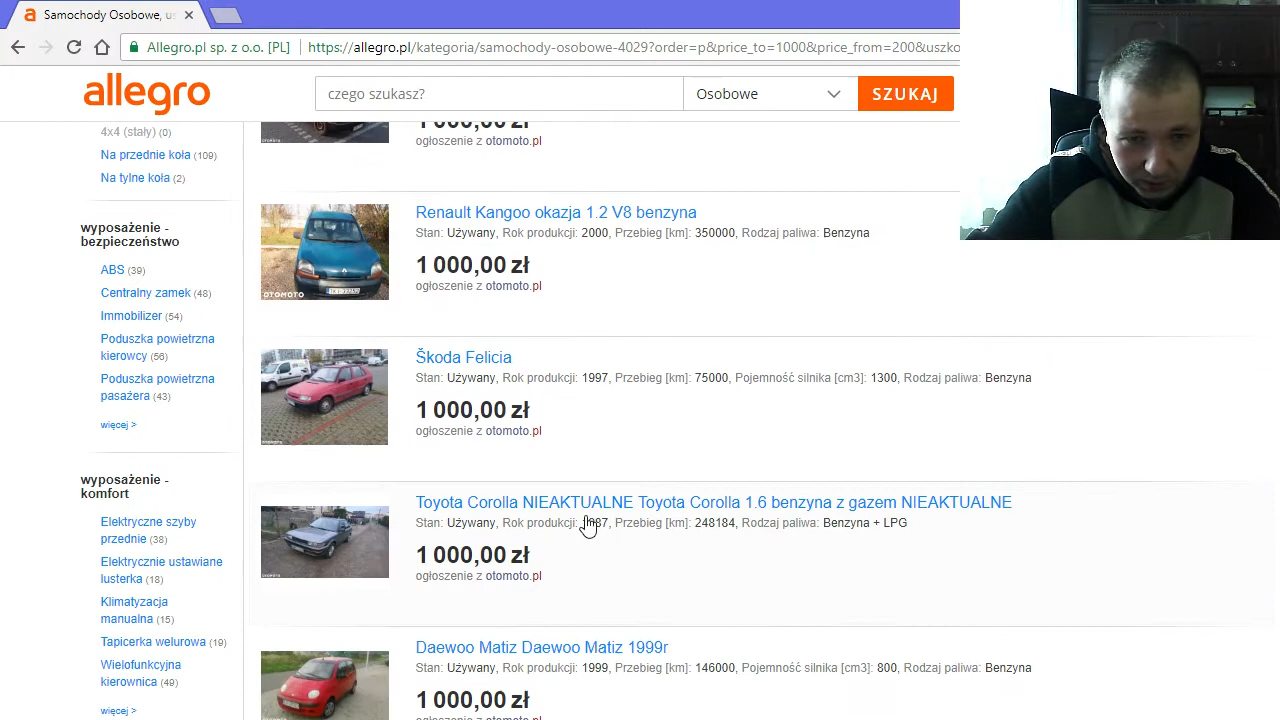 Samochody Osobowe, us
Allegro.pl sp. z o.o. [PL]
https://allegro.pl/kategoria/samochody-osobowe-4029?order=p&price_to=1000&price_from=200&uszko
allegro
czego szukasz?
Osobowe
SZUKAJ
4x4 (stały) (0)
Na przednie koła (109)
Na tylne koła (2)
wyposażenie -
bezpieczeństwo
ABS (39)
Centralny zamek (48)
Immobilizer (54)
Poduszka powietrzna
kierowcy (56)
Poduszka powietrzna
pasażera (43)
więcej >
wyposażenie -
komfort
Elektryczne szyby
przednie (38)
Elektrycznie ustawiane
lusterka (18)
Klimatyzacja
manualna (15)
Tapicerka welurowa (19)
Wielofunkcyjna
kierownica (49)
więcej >
1 000,00 zł
ogłoszenie z otomoto.pl
Renault Kangoo okazja 1.2 V8 benzyna
Stan: Używany, Rok produkcji: 2000, Przebieg [km]: 350000, Rodzaj paliwa: Benzyna
1 000,00 zł
ogłoszenie z otomoto.pl
OTOMOTO
Škoda Felicia
Stan: Używany, Rok produkcji: 1997, Przebieg [km]: 75000, Pojemność silnika [cm3]: 1300, Rodzaj paliwa: Benzyna
1 000,00 zł
ogłoszenie z otomoto.pl
Toyota Corolla NIEAKTUALNE Toyota Corolla 1.6 benzyna z gazem NIEAKTUALNE
Stan: Używany, Rok produkcji: 1987, Przebieg [km]: 248184, Rodzaj paliwa: Benzyna + LPG
1 000,00 zł
ogłoszenie z otomoto.pl
Daewoo Matiz Daewoo Matiz 1999r
Stan: Używany, Rok produkcji: 1999, Przebieg [km]: 146000, Pojemność silnika [cm3]: 800, Rodzaj paliwa: Benzyna
1 000,00 zł
ogłoszenie z otomoto.pl